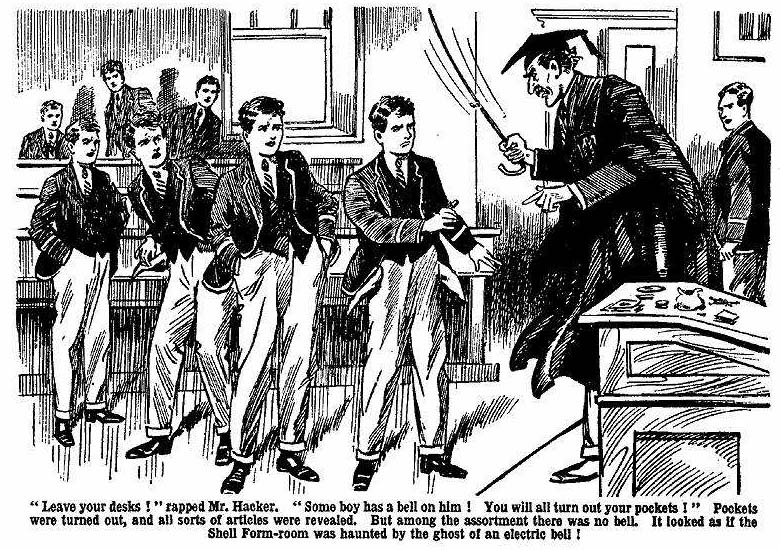 “ Leave your desks ! ” rapped Mr. Hacker. “ Some boy has a bell on him ! You will all turn out your pockets ! ” Pockets
were turned out, and all sorts of articles were revealed. But among the assortment there was no bell. It looked as if the
Shell Form-room was haunted by the ghost of an electric bell !